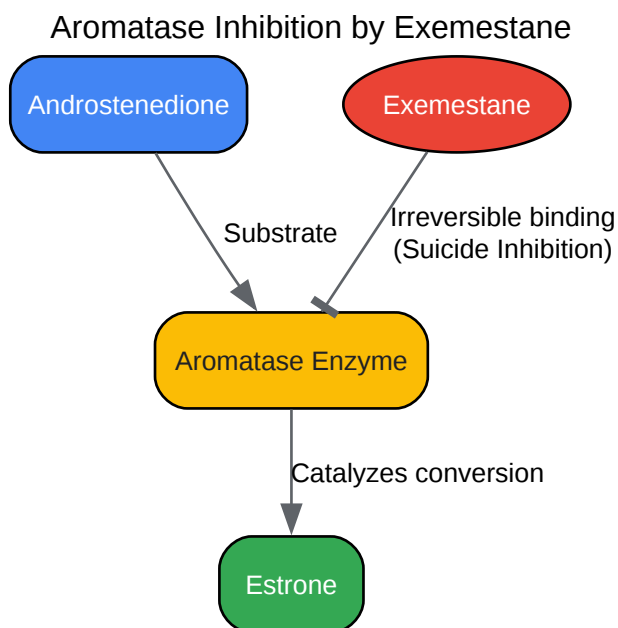 Aromatase Inhibition by Exemestane
Androstenedione
Exemestane
Substrate
Irreversible binding
(Suicide Inhibition)
Aromatase Enzyme
Catalyzes conversion
Estrone